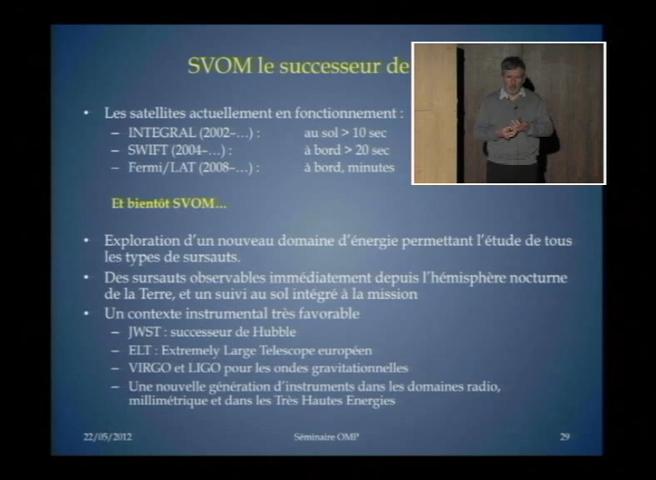 SVOM le successeur de
• Les satellites actuellement en fonctionnement :
– INTEGRAL (2002–…) : au sol > 10 sec
– SWIFT (2004–…) : à bord > 20 sec
– Fermi/LAT (2008–…) : à bord, minutes
Et bientôt SVOM…
• Exploration d'un nouveau domaine d'énergie permettant l'étude de tous
les types de sursauts.
• Des sursauts observables immédiatement depuis l'hémisphère nocturne
de la Terre, et un suivi au sol intégré à la mission
• Un contexte instrumental très favorable
– JWST : successeur de Hubble
– ELT : Extremely Large Telescope européen
– VIRGO et LIGO pour les ondes gravitationnelles
– Une nouvelle génération d'instruments dans les domaines radio,
millimétrique et dans les Très Hautes Energies
22/05/2012 Séminaire OMP 29